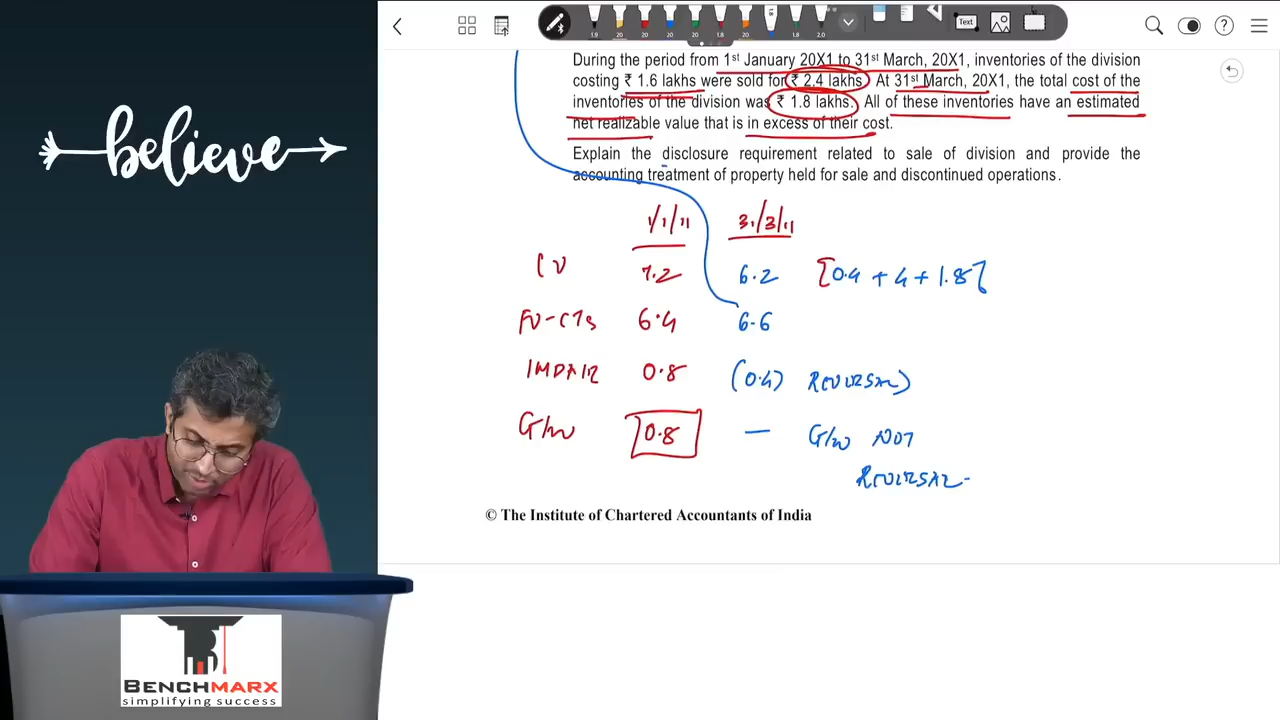 Text
During the period from 1st January 20X1 to 31st March, 20X1, inventories of the division
costing ₹ 1.6 lakhs were sold for ₹ 2.4 lakhs. At 31st March, 20X1, the total cost of the
inventories of the division was ₹ 1.8 lakhs. All of these inventories have an estimated
net realizable value that is in excess of their cost.
Explain the disclosure requirement related to sale of division and provide the
accounting treatment of property held for sale and discontinued operations.
believe
1/1/11 31/3/11
CV 7.2 6.2 [0.4 + 4 + 1.8]
FV-CTS 6.4 6.6
IMPAIR 0.8 (0.4) REVERSAL)
G/W 0.8 — G/W NOT
REVERSAL
© The Institute of Chartered Accountants of India
BENCHMARX
simplifying success